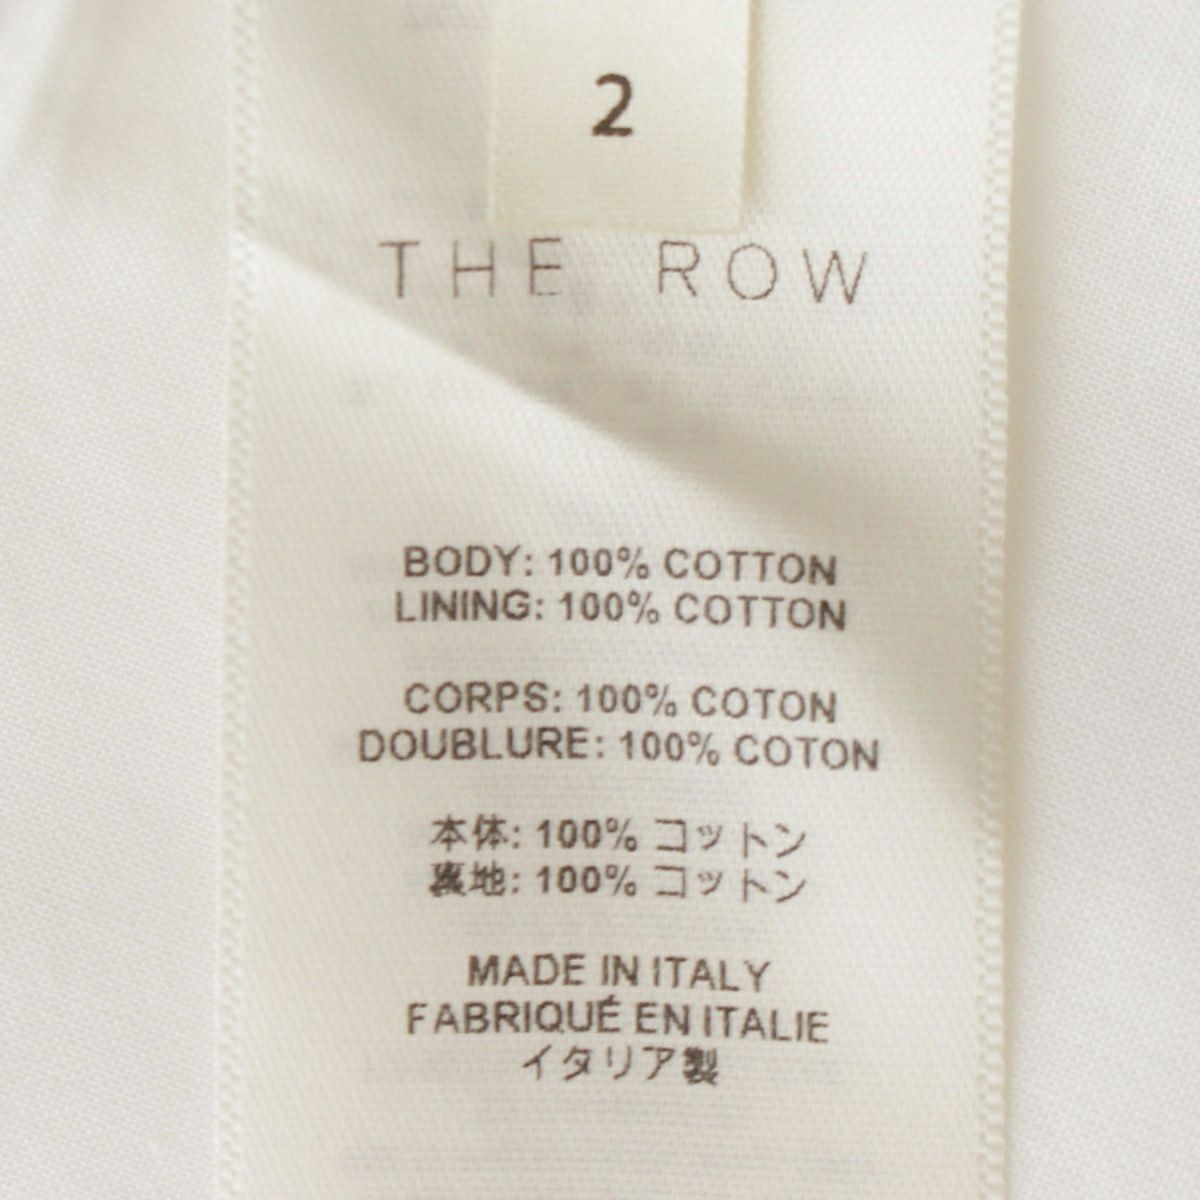 2
THE ROW
BODY: 100% COTTON
LINING: 100% COTTON
CORPS: 100% COTON
DOUBLURE: 100% COTON
本体: 100% コットン
裏地: 100% コットン
MADE IN ITALY
FABRIQUÉ EN ITALIE
イタリア製